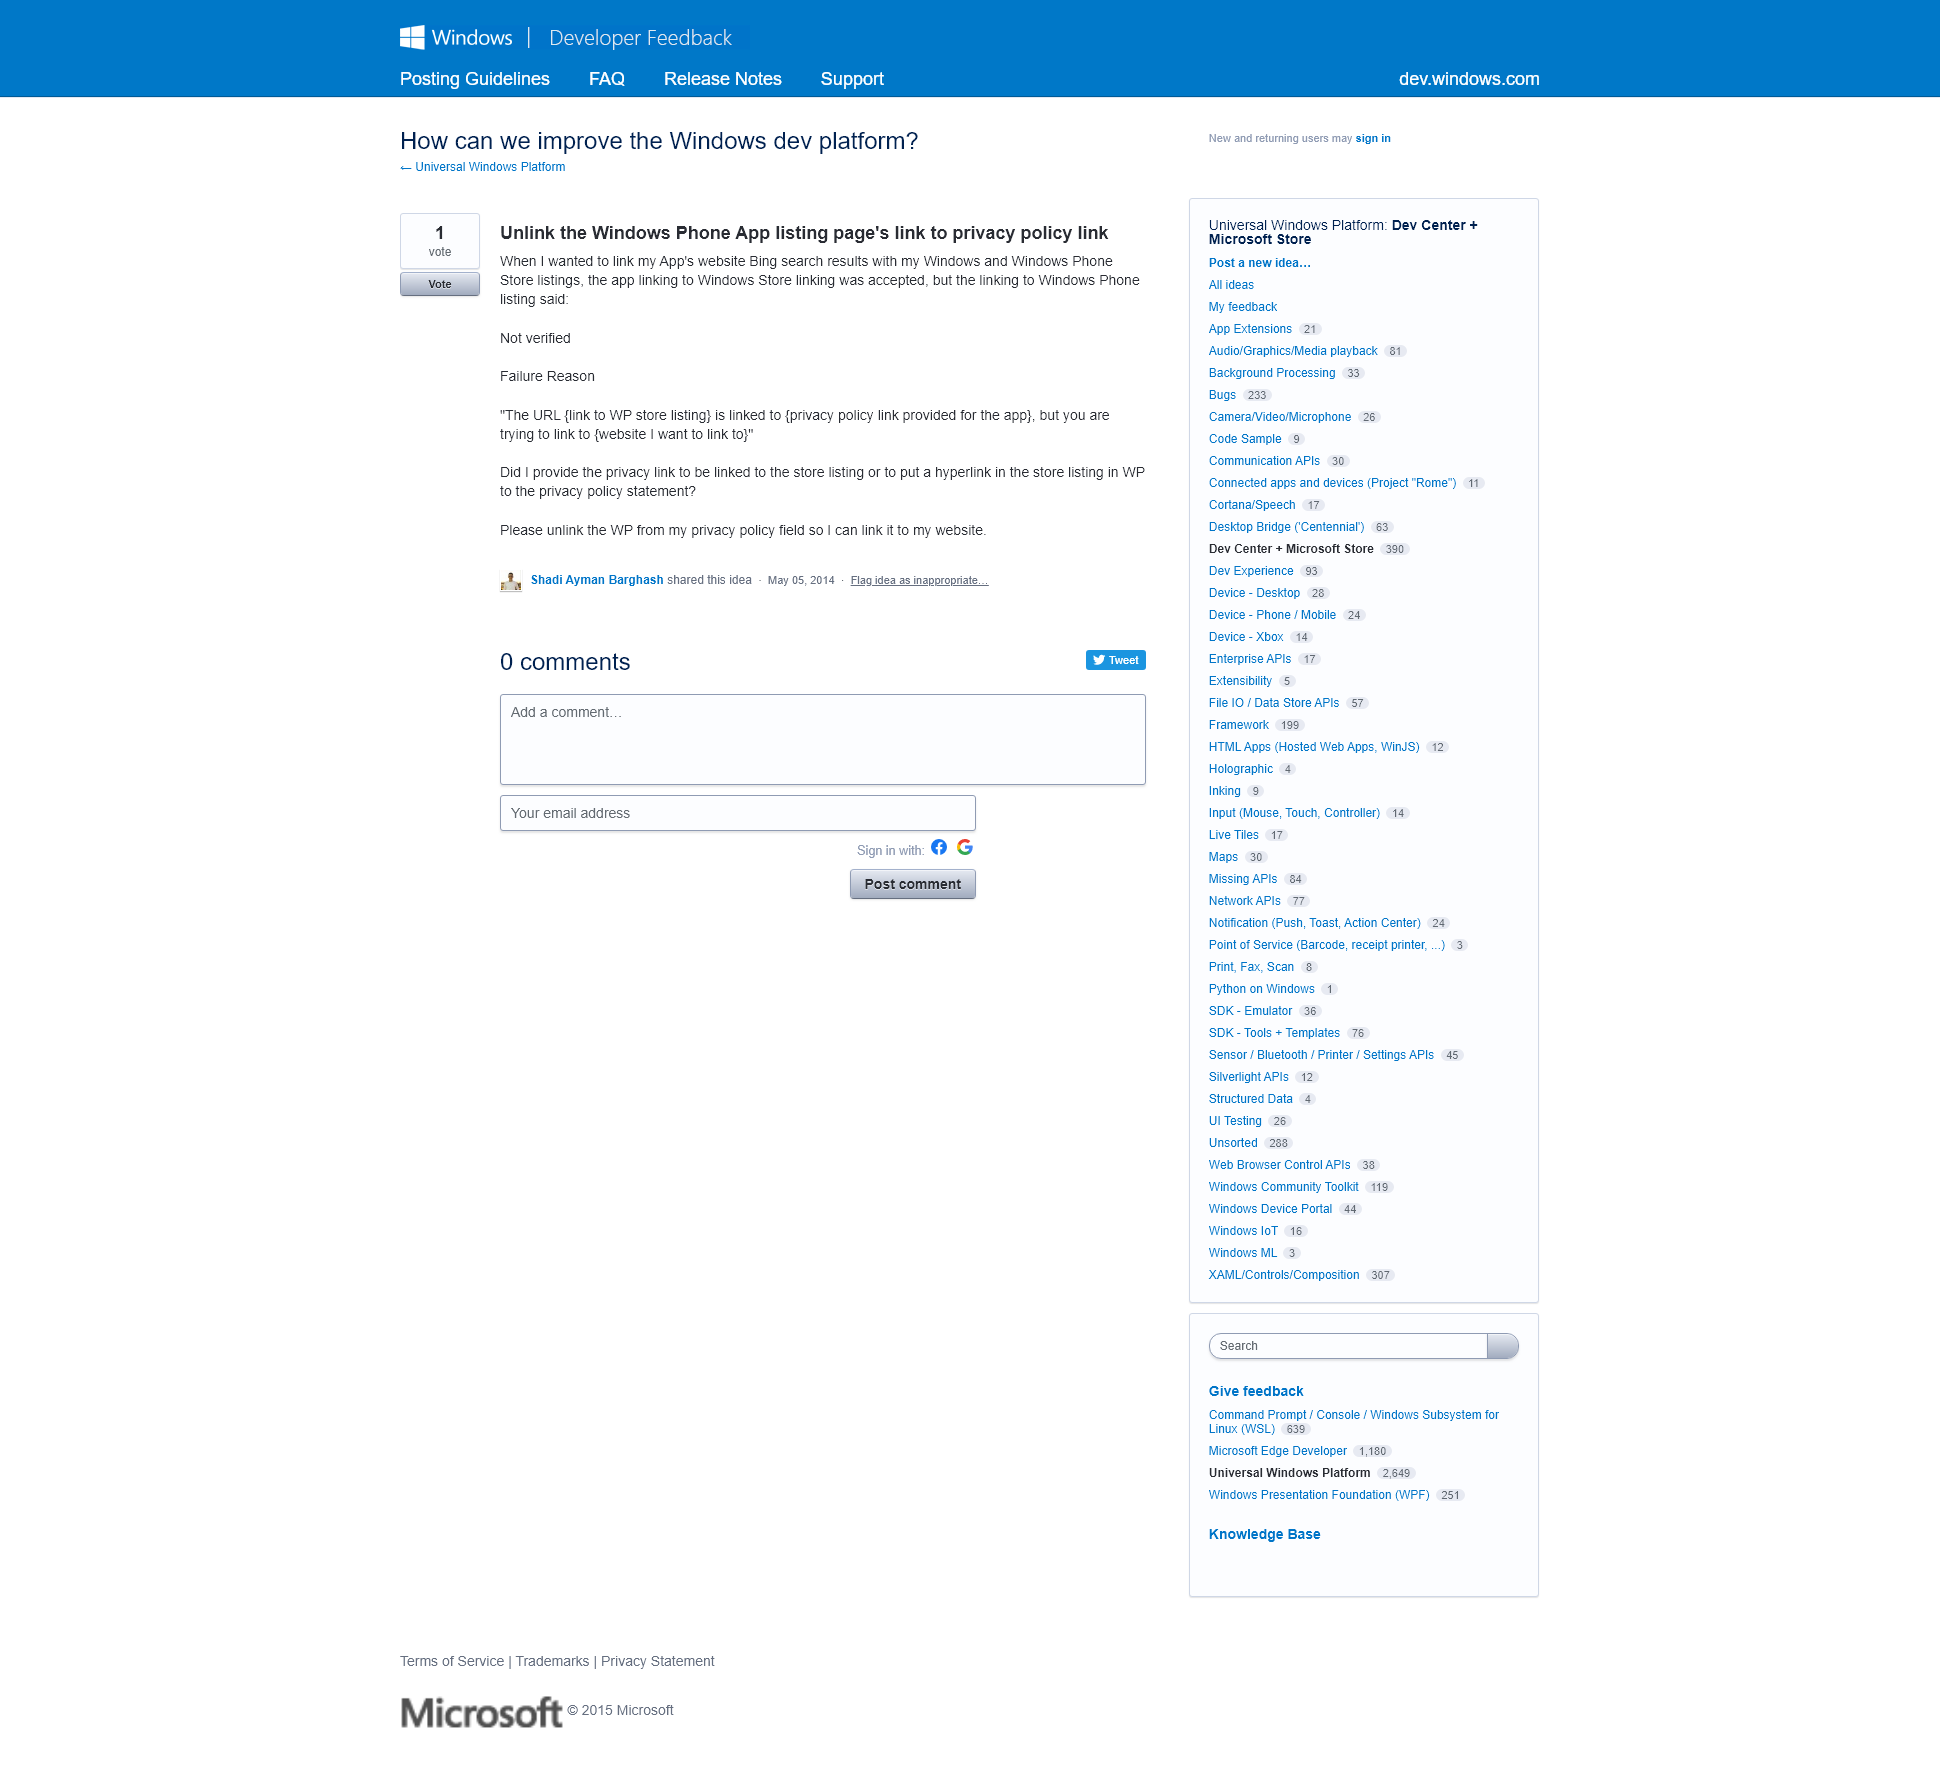 Windows | Developer Feedback
Posting Guidelines FAQ Release Notes Support dev.windows.com
How can we improve the Windows dev platform?
← Universal Windows Platform
New and returning users may sign in
1
vote
Vote
Unlink the Windows Phone App listing page's link to privacy policy link
When I wanted to link my App's website Bing search results with my Windows and Windows Phone
Store listings, the app linking to Windows Store linking was accepted, but the linking to Windows Phone
listing said:
Not verified
Failure Reason
"The URL {link to WP store listing} is linked to {privacy policy link provided for the app}, but you are
trying to link to {website I want to link to}"
Did I provide the privacy link to be linked to the store listing or to put a hyperlink in the store listing in WP
to the privacy policy statement?
Please unlink the WP from my privacy policy field so I can link it to my website.
Shadi Ayman Barghash shared this idea · May 05, 2014 · Flag idea as inappropriate…
0 comments
Tweet
Add a comment…
Your email address
Sign in with:
Post comment
Universal Windows Platform: Dev Center +
Microsoft Store
Post a new idea…
All ideas
My feedback
App Extensions 21
Audio/Graphics/Media playback 81
Background Processing 33
Bugs 233
Camera/Video/Microphone 26
Code Sample 9
Communication APIs 30
Connected apps and devices (Project "Rome") 11
Cortana/Speech 17
Desktop Bridge ('Centennial') 63
Dev Center + Microsoft Store 390
Dev Experience 93
Device - Desktop 28
Device - Phone / Mobile 24
Device - Xbox 14
Enterprise APIs 17
Extensibility 5
File IO / Data Store APIs 57
Framework 199
HTML Apps (Hosted Web Apps, WinJS) 12
Holographic 4
Inking 9
Input (Mouse, Touch, Controller) 14
Live Tiles 17
Maps 30
Missing APIs 84
Network APIs 77
Notification (Push, Toast, Action Center) 24
Point of Service (Barcode, receipt printer, ...) 3
Print, Fax, Scan 8
Python on Windows 1
SDK - Emulator 36
SDK - Tools + Templates 76
Sensor / Bluetooth / Printer / Settings APIs 45
Silverlight APIs 12
Structured Data 4
UI Testing 26
Unsorted 288
Web Browser Control APIs 38
Windows Community Toolkit 119
Windows Device Portal 44
Windows IoT 16
Windows ML 3
XAML/Controls/Composition 307
Search
Give feedback
Command Prompt / Console / Windows Subsystem for
Linux (WSL) 639
Microsoft Edge Developer 1,180
Universal Windows Platform 2,649
Windows Presentation Foundation (WPF) 251
Knowledge Base
Terms of Service | Trademarks | Privacy Statement
Microsoft © 2015 Microsoft